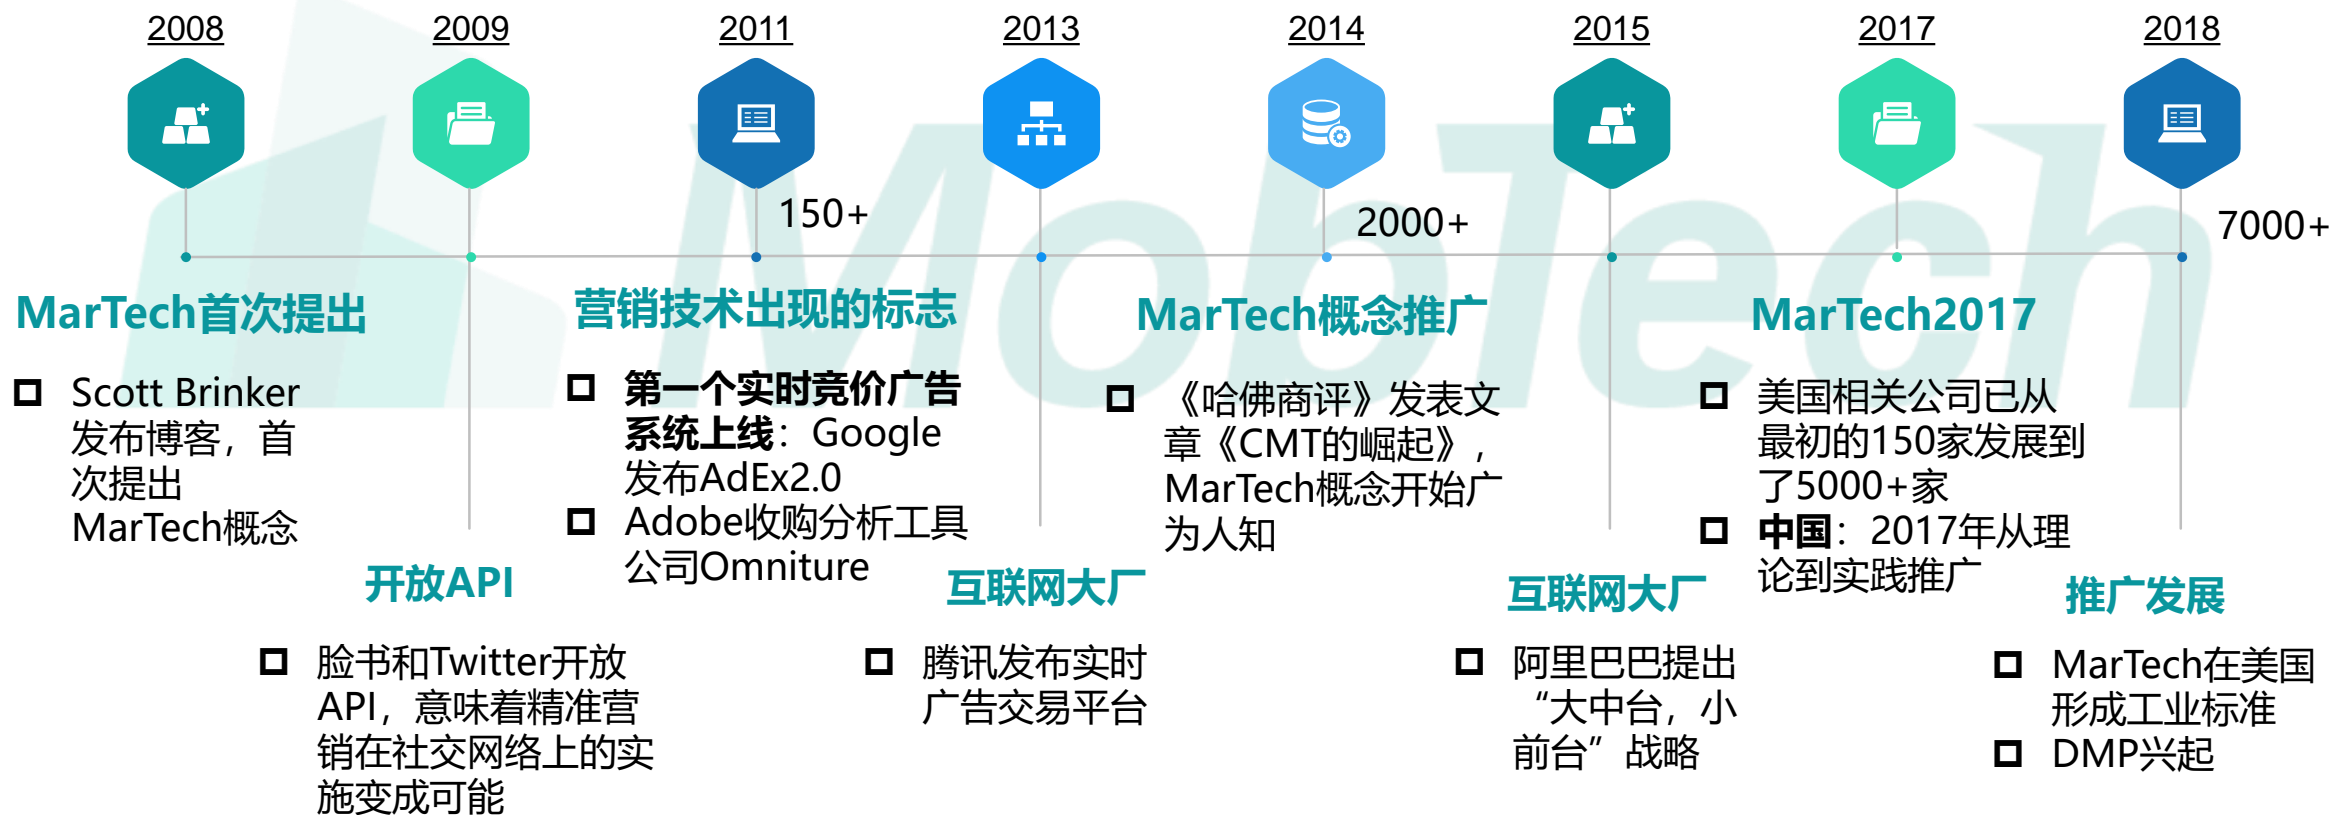 2008
2009
2011
2013
2014
2015
2017
2018
150+
2000+
7000+
MobTech
MarTech首次提出
Scott Brinker
发布博客，首
次提出
MarTech概念
开放API
脸书和Twitter开放
API，意味着精准营
销在社交网络上的实
施变成可能
营销技术出现的标志
第一个实时竞价广告
系统上线：Google
发布AdEx2.0
Adobe收购分析工具
公司Omniture
互联网大厂
腾讯发布实时
广告交易平台
MarTech概念推广
《哈佛商评》发表文
章《CMT的崛起》，
MarTech概念开始广
为人知
互联网大厂
阿里巴巴提出
“大中台，小
前台”战略
MarTech2017
美国相关公司已从
最初的150家发展到
了5000+家
中国：2017年从理
论到实践推广
推广发展
MarTech在美国
形成工业标准
DMP兴起